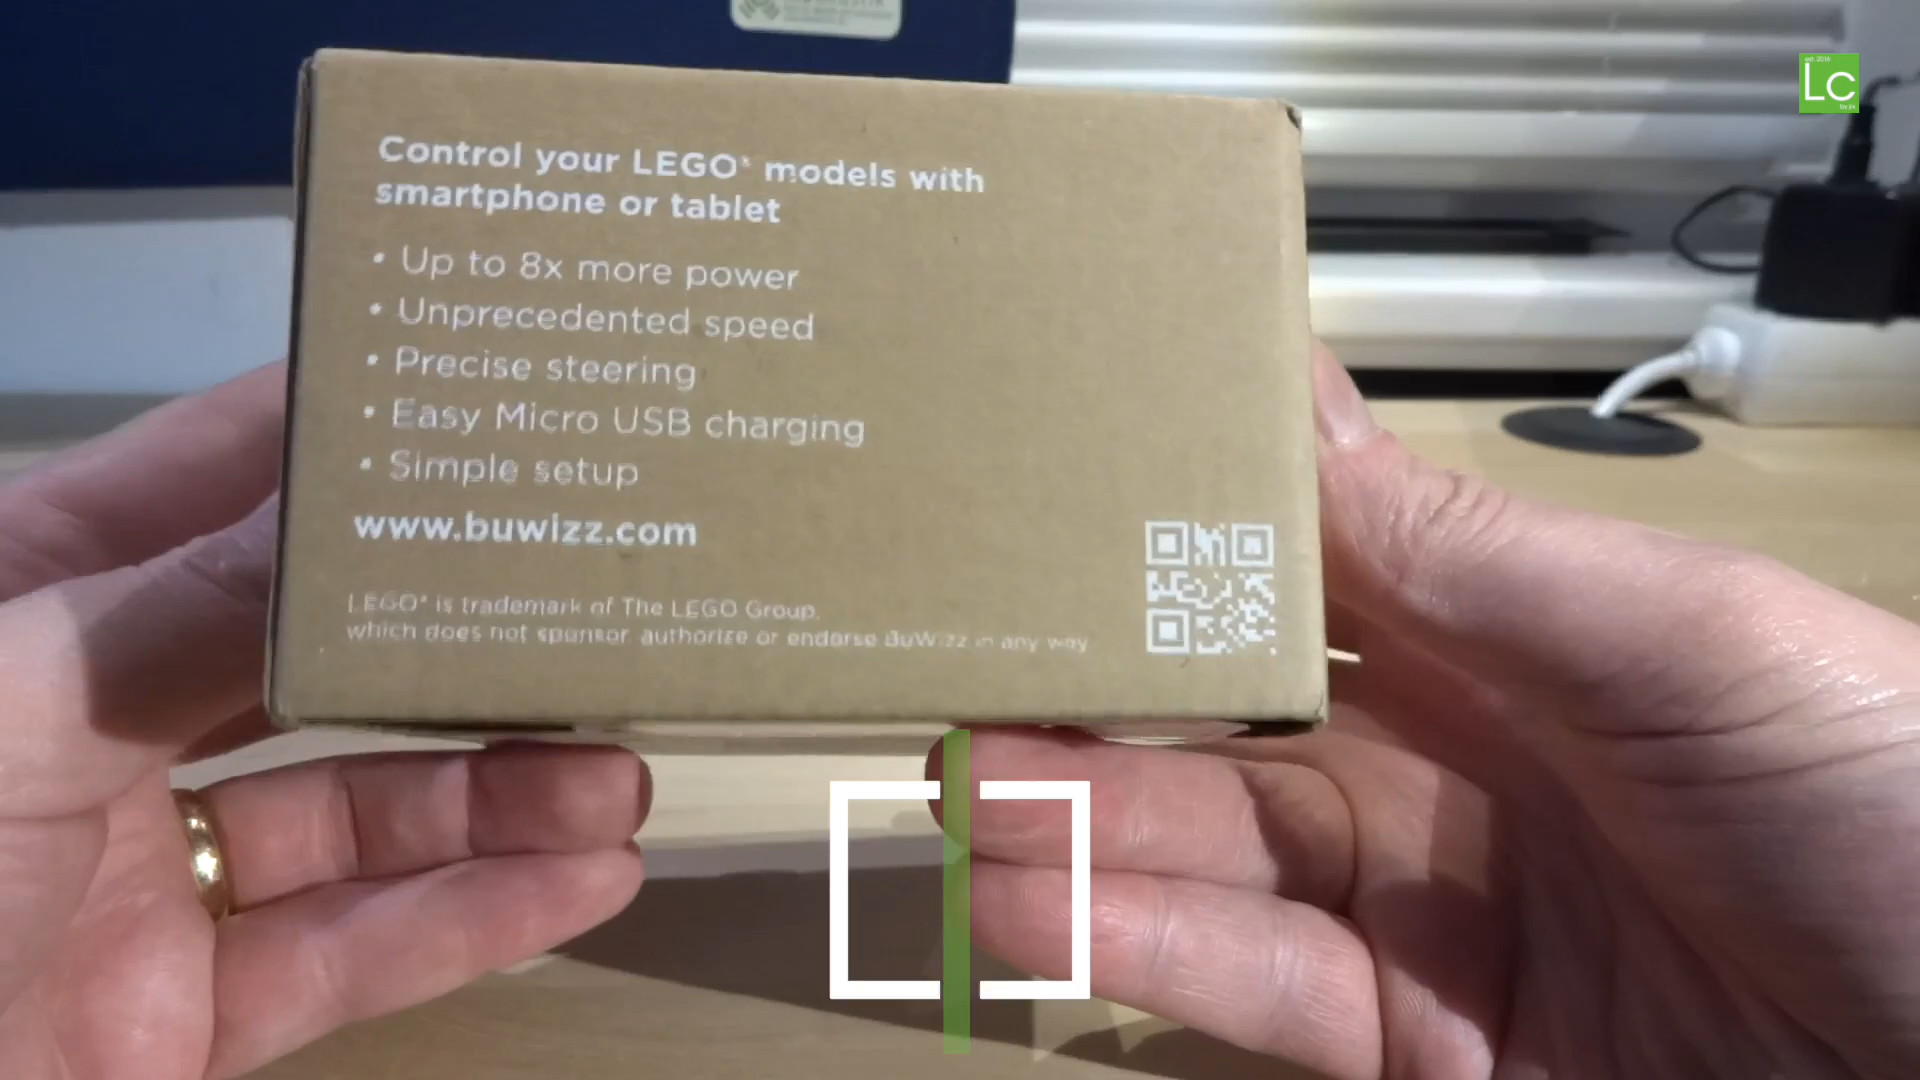 est. 2016
LC
Control your LEGO® models with
smartphone or tablet
• Up to 8x more power
• Unprecedented speed
• Precise steering
• Easy Micro USB charging
• Simple setup
www.buwizz.com
LEGO® is trademark of The LEGO Group,
which does not sponsor, authorize or endorse BuWizz in any way